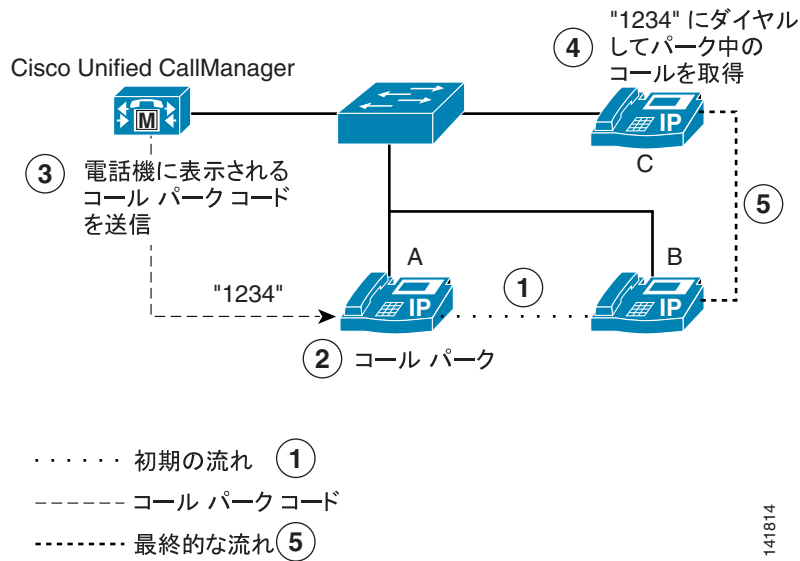 "1234" にダイヤル
④ してパーク中の
コールを取得
Cisco Unified CallManager
M
IP
C
③ 電話機に表示される
コール パーク コード
を送信
⑤
A
B
"1234"
IP
①
IP
② コール パーク
初期の流れ ①
コール パーク コード
最終的な流れ ⑤
141814